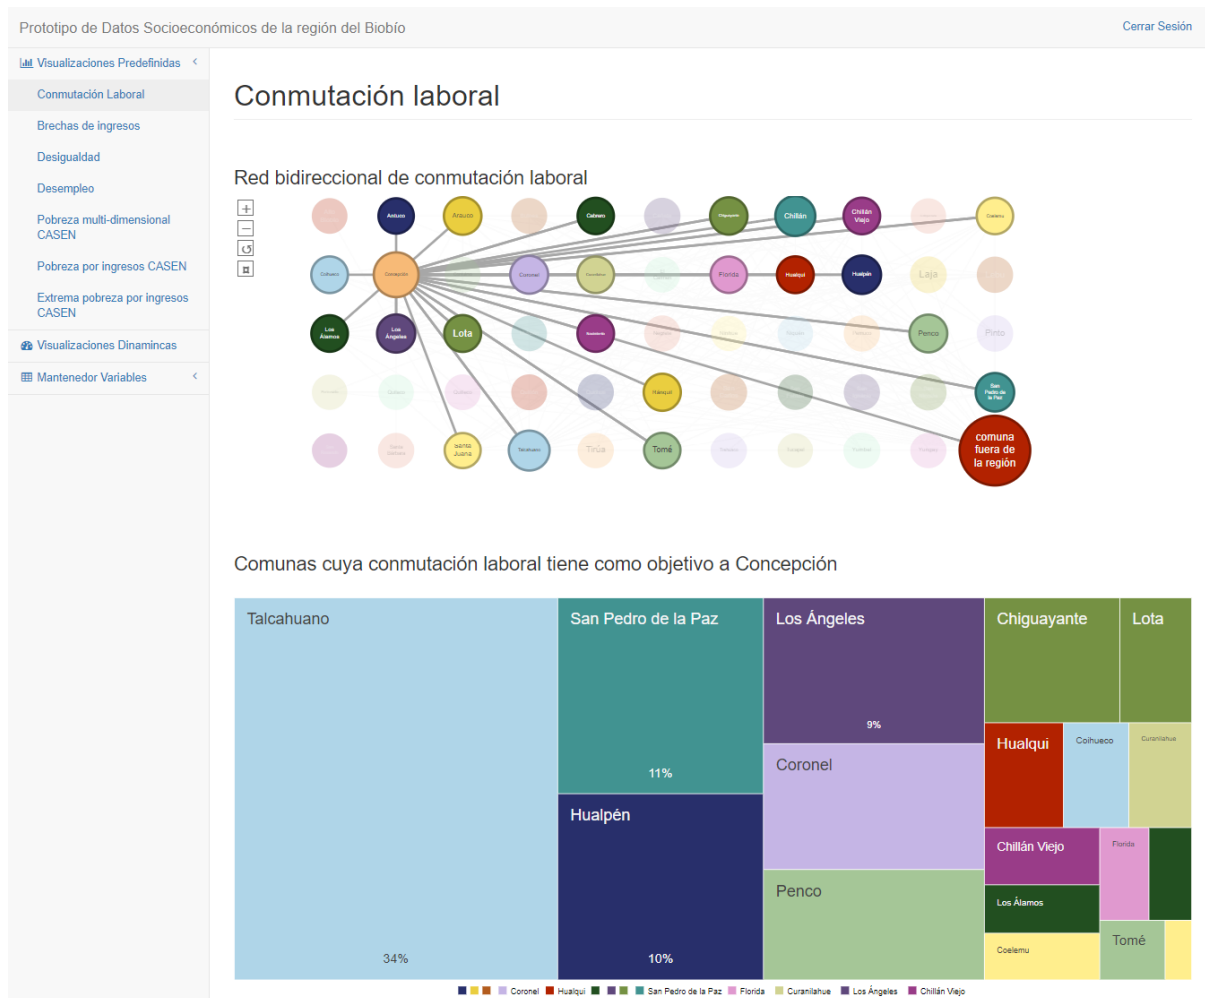 Prototipo de Datos Socioeconómicos de la región del Biobío
Cerrar Sesión
Visualizaciones Predefinidas
Conmutación Laboral
Brechas de ingresos
Desigualdad
Desempleo
Pobreza multi-dimensional
CASEN
Pobreza por ingresos CASEN
Extrema pobreza por ingresos
CASEN
Visualizaciones Dinamincas
Mantenedor Variables
Conmutación laboral
Red bidireccional de conmutación laboral
Antuco
Arauco
Cabrero
Chiguayante
Chillán
Chillán
Viejo
Coelemu
Coihueco
Concepción
Coronel
Curanilahue
Florida
Hualqui
Hualpén
Laja
Los
Álamos
Los
Ángeles
Lota
Penco
Pinto
San
Pedro de
la Paz
Santa
Juana
Talcahuano
Tirúa
Tomé
comuna
fuera de
la región
Comunas cuya conmutación laboral tiene como objetivo a Concepción
Talcahuano
34%
San Pedro de la Paz
11%
Hualpén
10%
Los Ángeles
9%
Coronel
Penco
Chiguayante
Lota
Hualqui
Coihueco
Curanilahue
Chillán Viejo
Florida
Los Álamos
Coelemu
Tomé
Coronel Hualqui San Pedro de la Paz Florida Curanilahue Los Ángeles Chillán Viejo